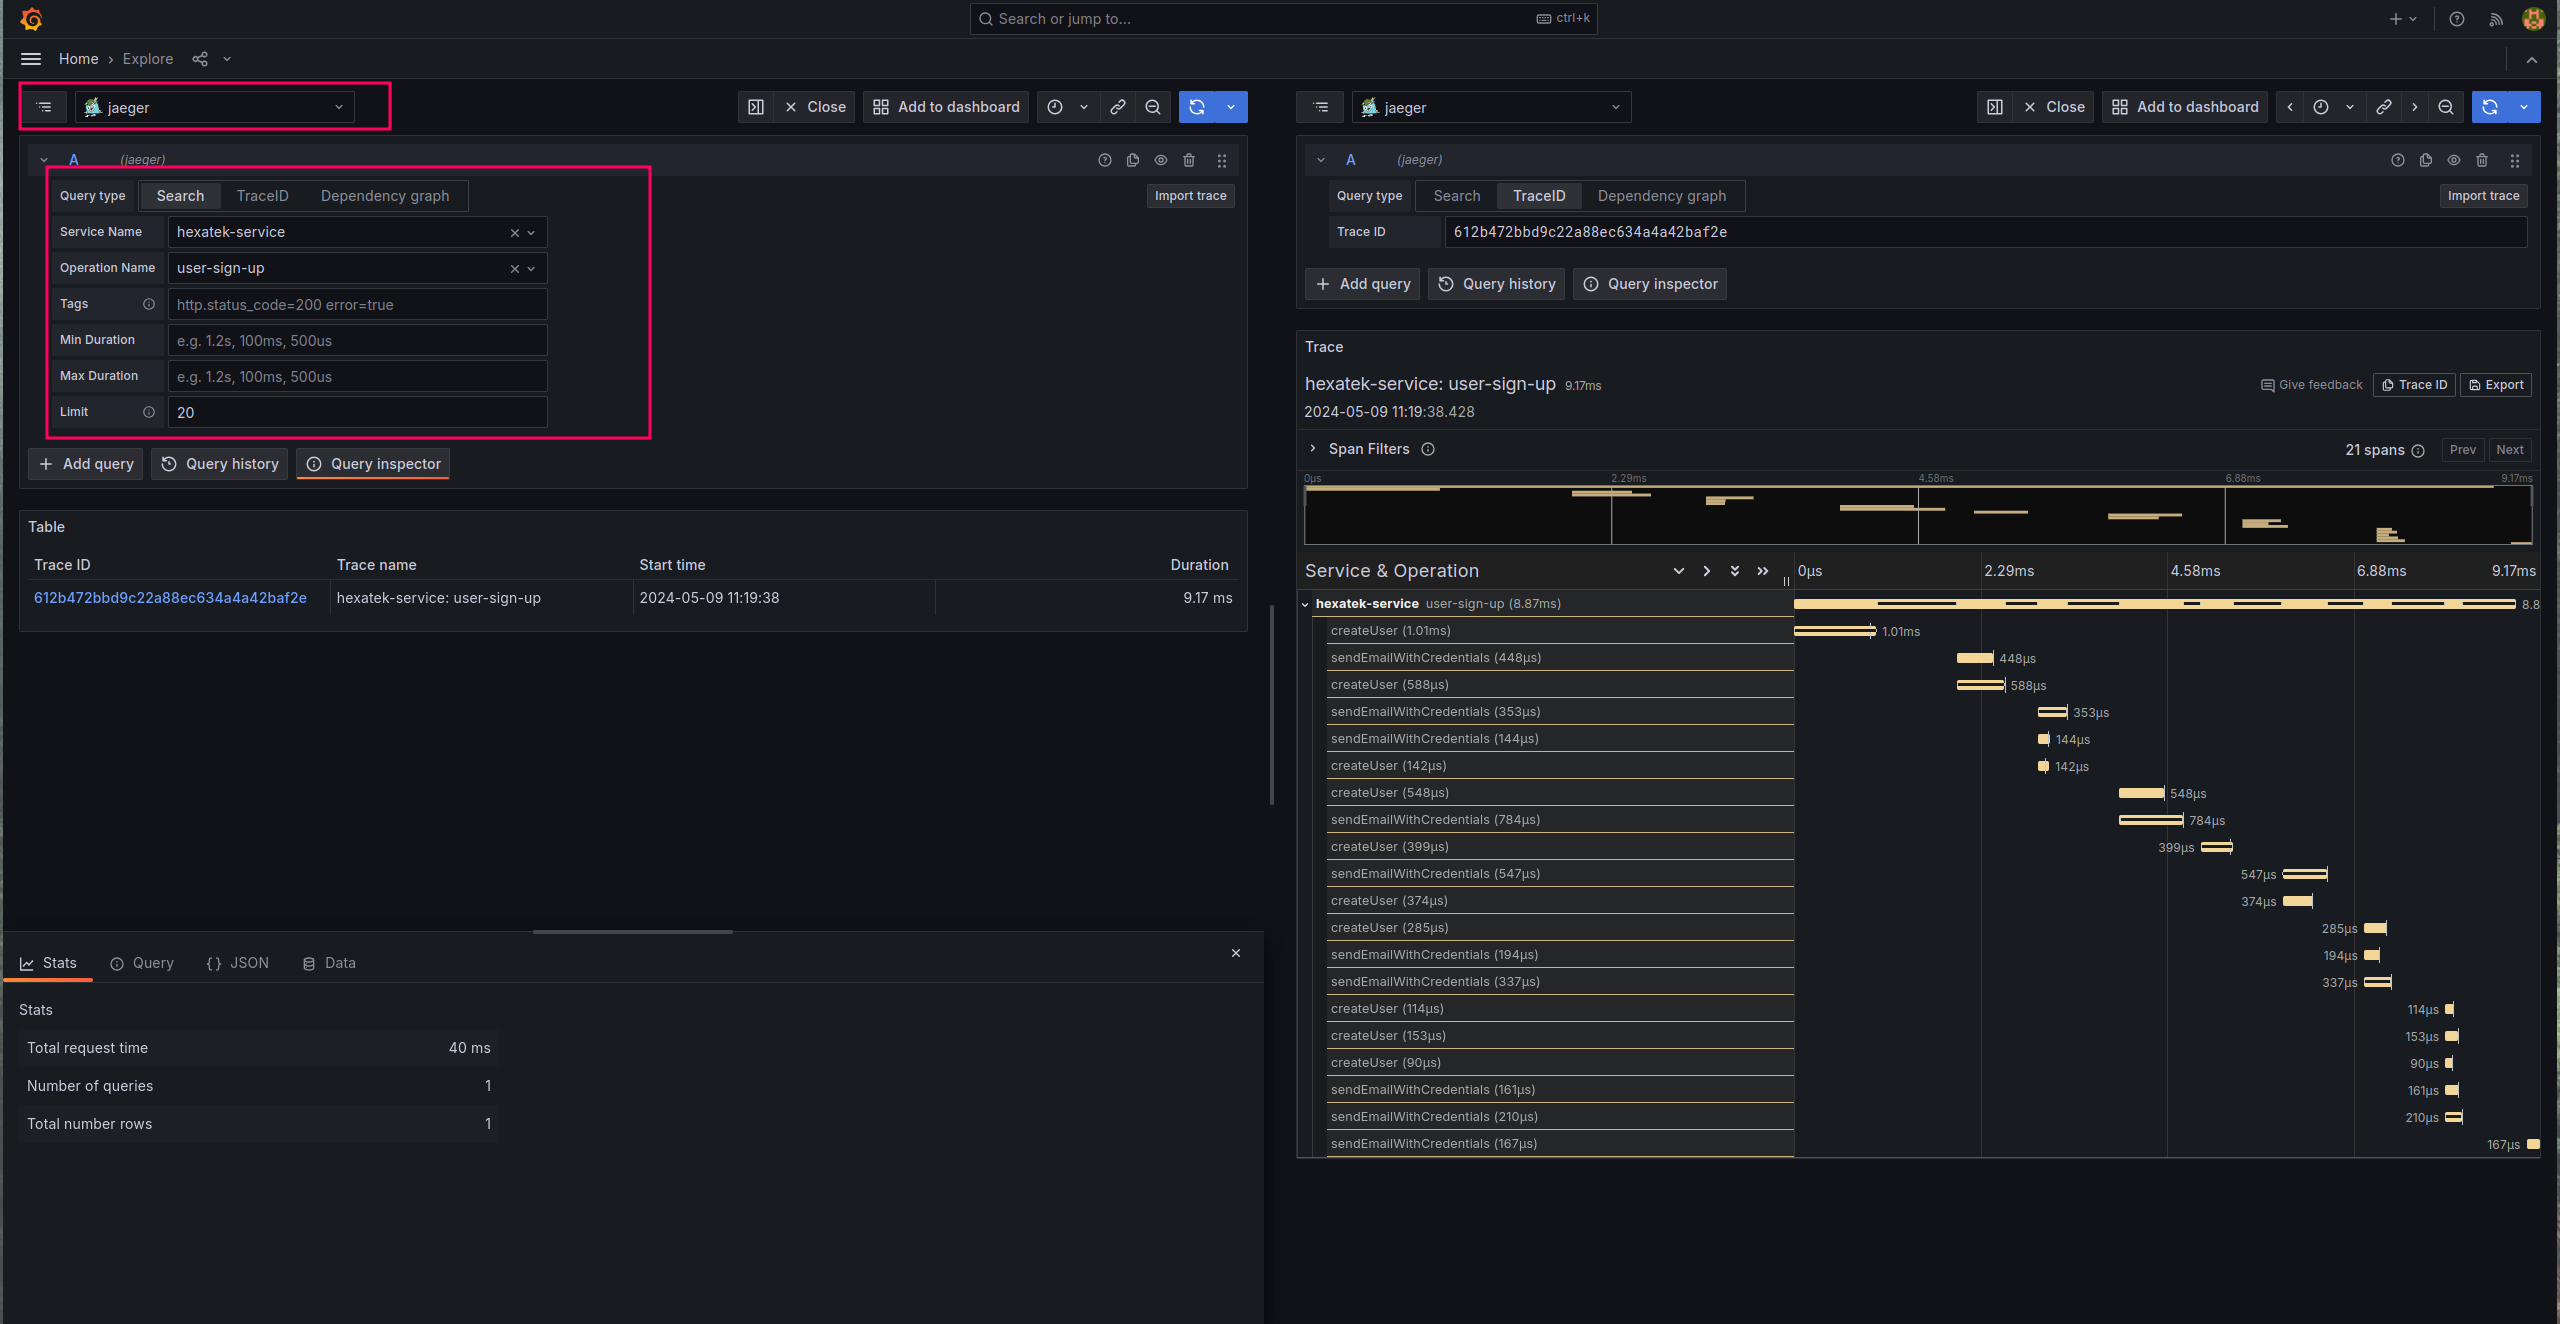 Search or jump to...
ctrl+k
Home › Explore
jaeger
Close
Add to dashboard
A (jaeger)
Query type Search TraceID Dependency graph
Import trace
Service Name hexatek-service
Operation Name user-sign-up
Tags http.status_code=200 error=true
Min Duration e.g. 1.2s, 100ms, 500us
Max Duration e.g. 1.2s, 100ms, 500us
Limit 20
+ Add query Query history Query inspector
Table
Trace ID Trace name Start time Duration
612b472bbd9c22a88ec634a4a42baf2e hexatek-service: user-sign-up 2024-05-09 11:19:38 9.17 ms
Stats Query {} JSON Data
Stats
Total request time 40 ms
Number of queries 1
Total number rows 1
jaeger
Close
Add to dashboard
A (jaeger)
Query type Search TraceID Dependency graph
Import trace
Trace ID 612b472bbd9c22a88ec634a4a42baf2e
+ Add query Query history Query inspector
Trace
hexatek-service: user-sign-up 9.17ms
Give feedback Trace ID Export
2024-05-09 11:19:38.428
Span Filters
21 spans Prev Next
0μs 2.29ms 4.58ms 6.88ms 9.17ms
Service & Operation 0μs 2.29ms 4.58ms 6.88ms 9.17ms
hexatek-service user-sign-up (8.87ms) 8.8
createUser (1.01ms) 1.01ms
sendEmailWithCredentials (448μs) 448μs
createUser (588μs) 588μs
sendEmailWithCredentials (353μs) 353μs
sendEmailWithCredentials (144μs) 144μs
createUser (142μs) 142μs
createUser (548μs) 548μs
sendEmailWithCredentials (784μs) 784μs
createUser (399μs) 399μs
sendEmailWithCredentials (547μs) 547μs
createUser (374μs) 374μs
createUser (285μs) 285μs
sendEmailWithCredentials (194μs) 194μs
sendEmailWithCredentials (337μs) 337μs
createUser (114μs) 114μs
createUser (153μs) 153μs
createUser (90μs) 90μs
sendEmailWithCredentials (161μs) 161μs
sendEmailWithCredentials (210μs) 210μs
sendEmailWithCredentials (167μs) 167μs